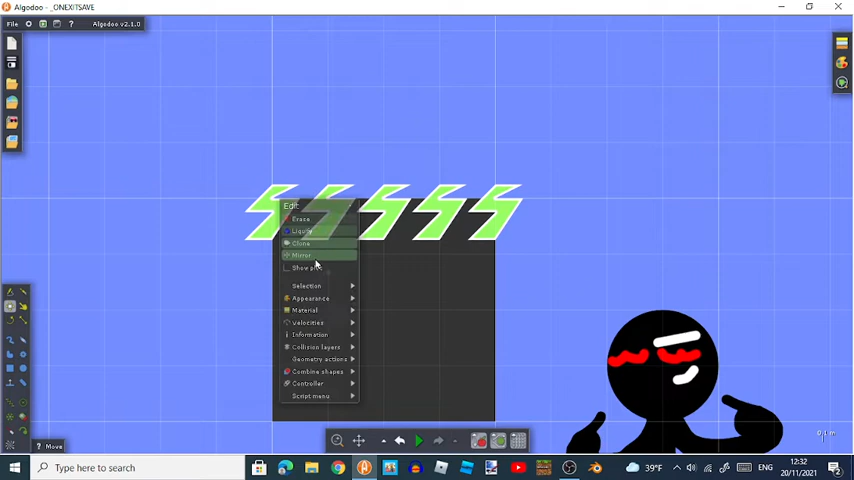 Algodoo - _ONEXITSAVE
File ? Algodoo v2.1.0
Edit
Erase
Liquify
Clone
Mirror
Selection
Appearance
Material
Velocities
Information
Collision layers
Geometry actions
Combine shapes
Controller
Script menu
? Move
Type here to search
39°F
ENG
12:32
20/11/2021
2